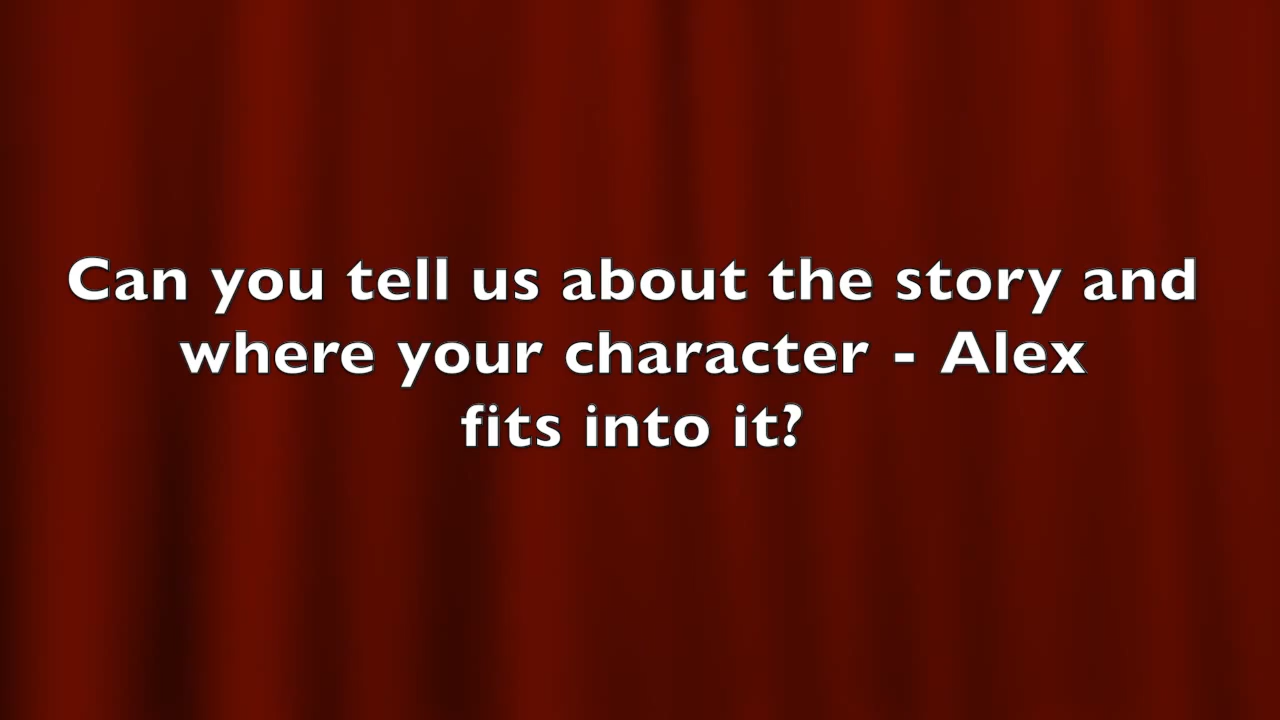 Can you tell us about the story and
where your character - Alex
fits into it?